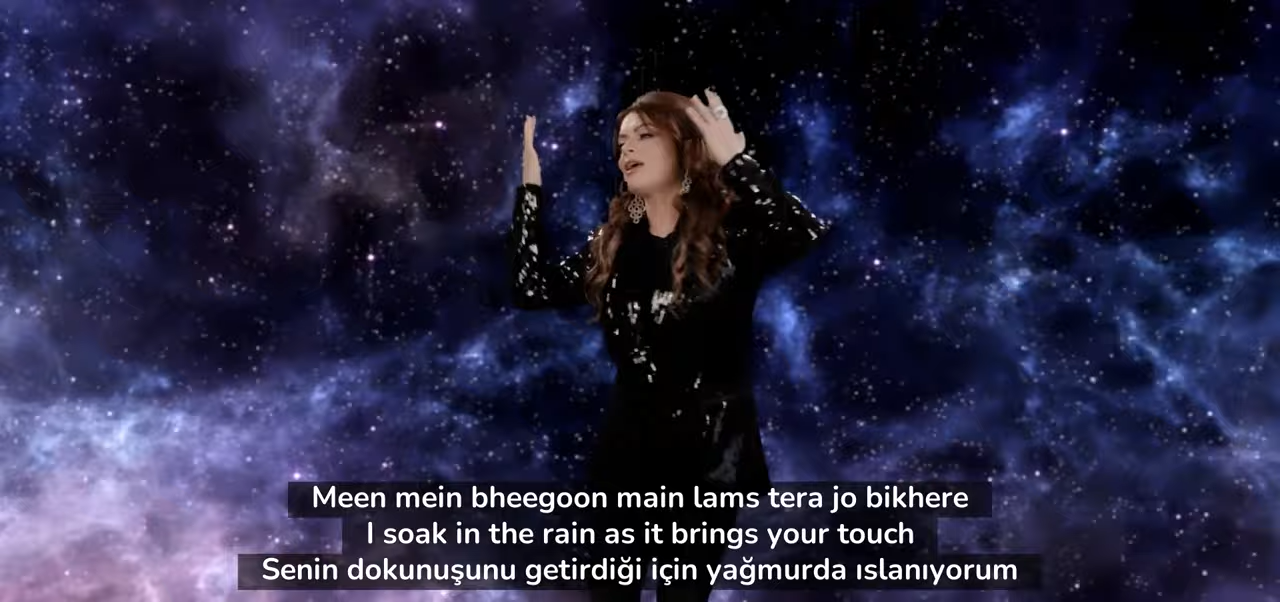 Meen mein bheegoon main lams tera jo bikhere
I soak in the rain as it brings your touch
Senin dokunuşunu getirdiği için yağmurda ıslanıyorum